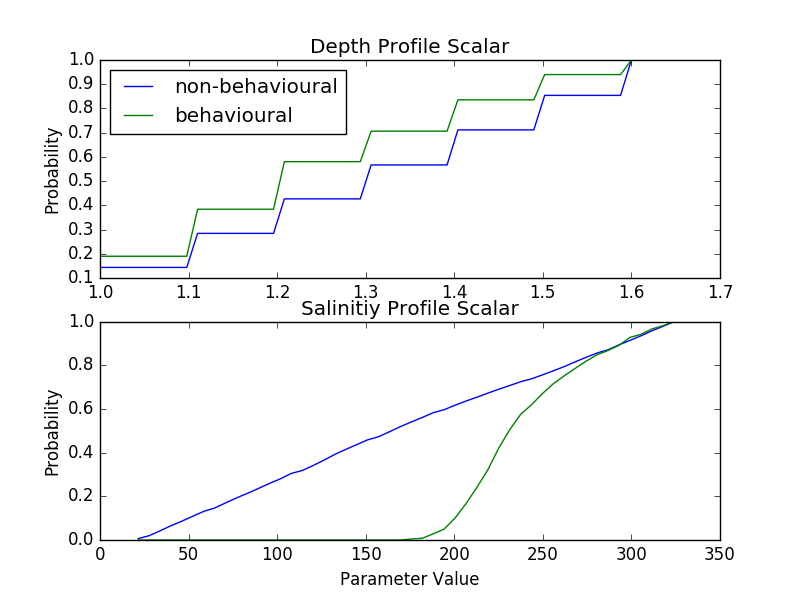 Depth Profile Scalar
1.0
0.9
0.8
0.7
0.6
0.5
0.4
0.3
0.2
0.1
Probability
non-behavioural
behavioural
1.0 1.1 1.2 1.3 1.4 1.5 1.6 1.7
Salinitiy Profile Scalar
1.0
0.8
0.6
0.4
0.2
0.0
Probability
0 50 100 150 200 250 300 350
Parameter Value